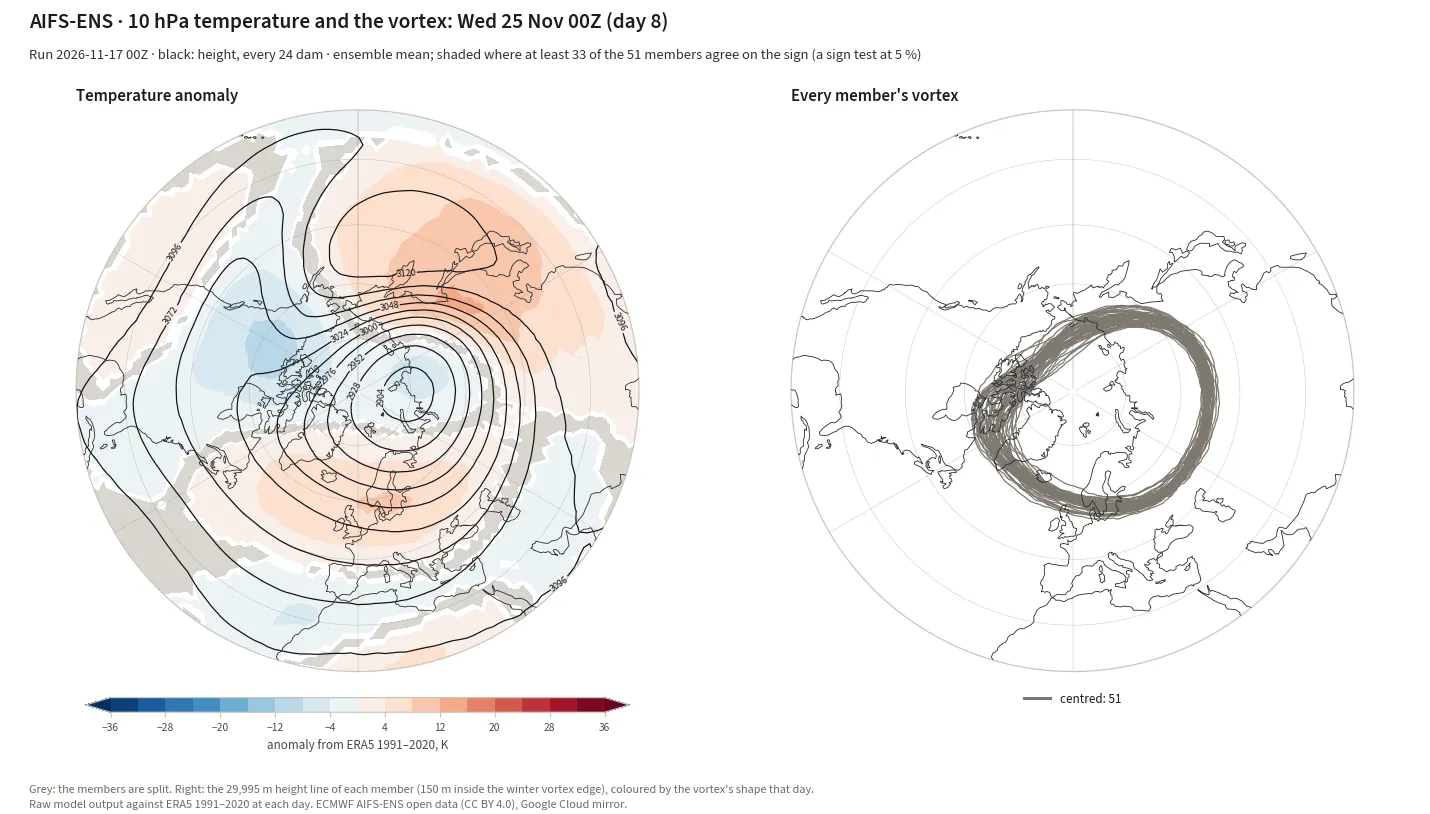 AIFS-ENS · 10 hPa temperature and the vortex: Wed 25 Nov 00Z (day 8)
Run 2026-11-17 00Z · black: height, every 24 dam · ensemble mean; shaded where at least 33 of the 51 members agree on the sign (a sign test at 5 %)
Temperature anomaly
Every member's vortex
3096
3072
3120
3048
3024
3000
2976
2952
2928
2904
3096
3096
−36 −28 −20 −12 −4 4 12 20 28 36
anomaly from ERA5 1991–2020, K
centred: 51
Grey: the members are split. Right: the 29,995 m height line of each member (150 m inside the winter vortex edge), coloured by the vortex's shape that day.
Raw model output against ERA5 1991–2020 at each day. ECMWF AIFS-ENS open data (CC BY 4.0), Google Cloud mirror.